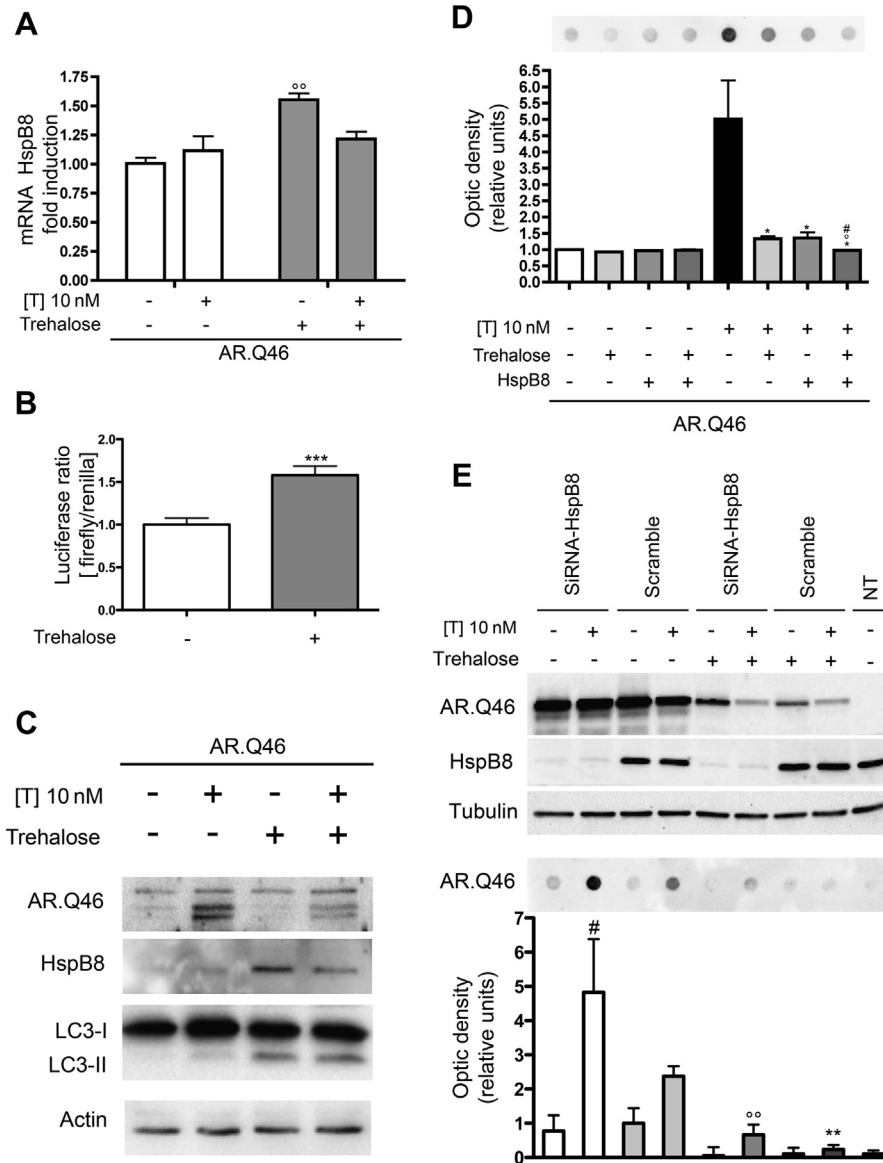 A
mRNA HspB8
fold induction
1.75
1.50
1.25
1.00
0.75
0.50
0.25
0.00
°°
[T] 10 nM - + - +
Trehalose - - + +
AR.Q46
B
Luciferase ratio
[ firefly/renilla]
2.0
1.5
1.0
0.5
0.0
***
Trehalose - +
C
AR.Q46
[T] 10 nM - + - +
Trehalose - - + +
AR.Q46
HspB8
LC3-I
LC3-II
Actin
D
Optic density
(relative units)
6.5
6.0
5.5
5.0
4.5
4.0
3.5
3.0
2.5
2.0
1.5
1.0
0.5
0.0
* * #
°
*
[T] 10 nM - - - - + + + +
Trehalose - + - + - + - +
HspB8 - - + + - - + +
AR.Q46
E
SiRNA-HspB8
Scramble
SiRNA-HspB8
Scramble
NT
[T] 10 nM - + - + - + - + -
Trehalose - - - - + + + + -
AR.Q46
HspB8
Tubulin
AR.Q46
Optic density
(relative units)
7
6
5
4
3
2
1
0
#
°°
**